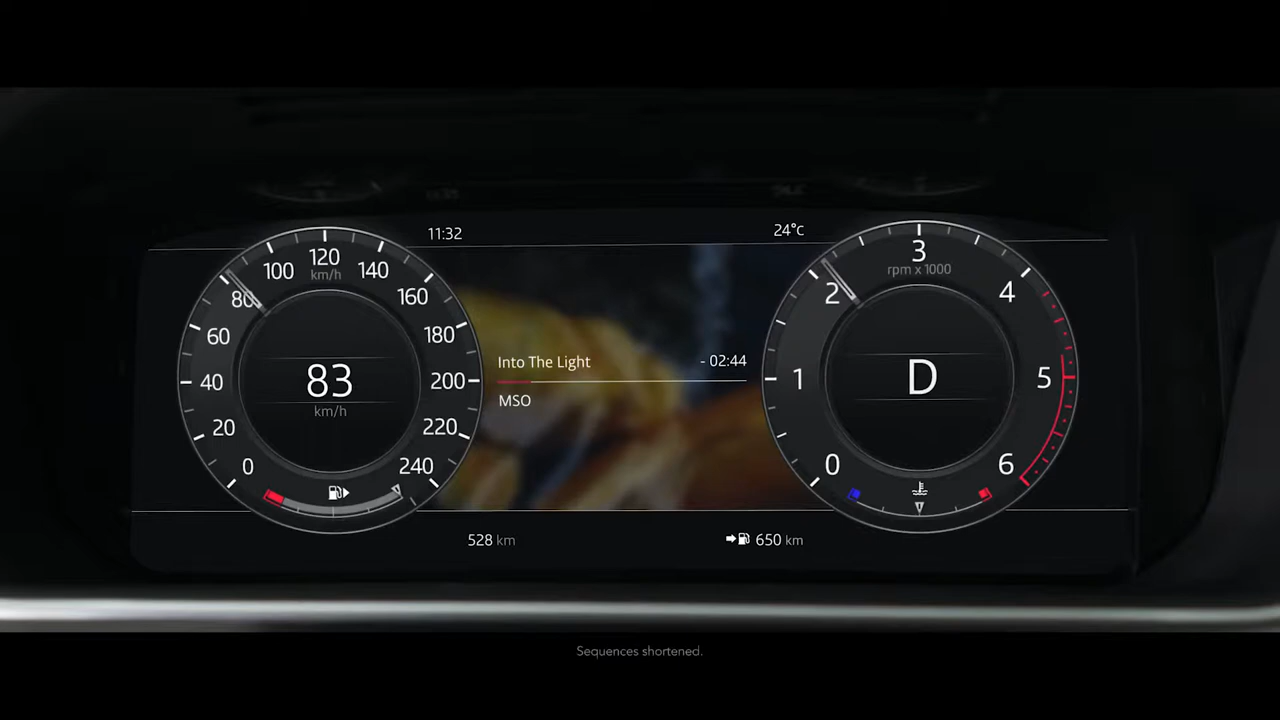 11:32
24°C
0
20
40
60
80
100
120
140
160
180
200
220
240
km/h
83
km/h
Into The Light
- 02:44
MSO
0
1
2
3
4
5
6
rpm x 1000
D
528 km
650 km
Sequences shortened.